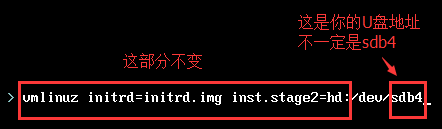 这是你的U盘地址
不一定是sdb4
这部分不变
> vmlinuz initrd=initrd.img inst.stage2=hd:/dev/sdb4_